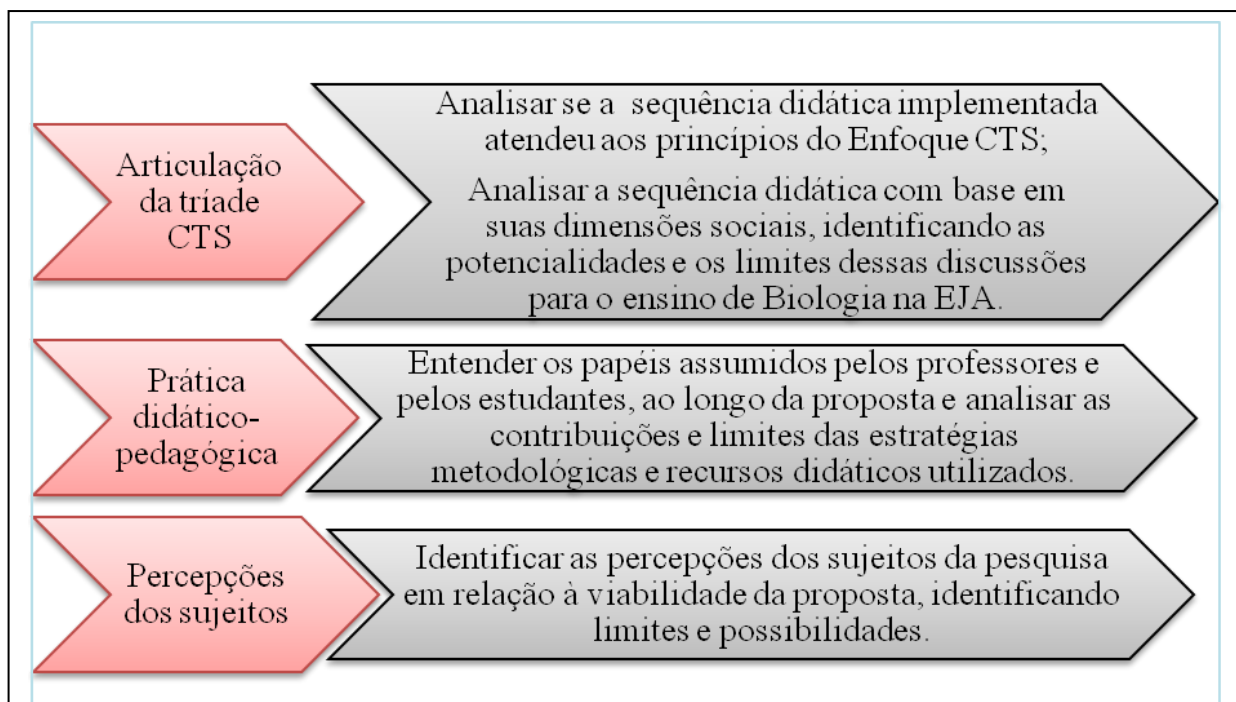 Articulação
da tríade
CTS
Analisar se a sequência didática implementada
atendeu aos princípios do Enfoque CTS;
Analisar a sequência didática com base em
suas dimensões sociais, identificando as
potencialidades e os limites dessas discussões
para o ensino de Biologia na EJA.
Prática
didático-
pedagógica
Entender os papéis assumidos pelos professores e
pelos estudantes, ao longo da proposta e analisar as
contribuições e limites das estratégias
metodológicas e recursos didáticos utilizados.
Percepções
dos sujeitos
Identificar as percepções dos sujeitos da pesquisa
em relação à viabilidade da proposta, identificando
limites e possibilidades.